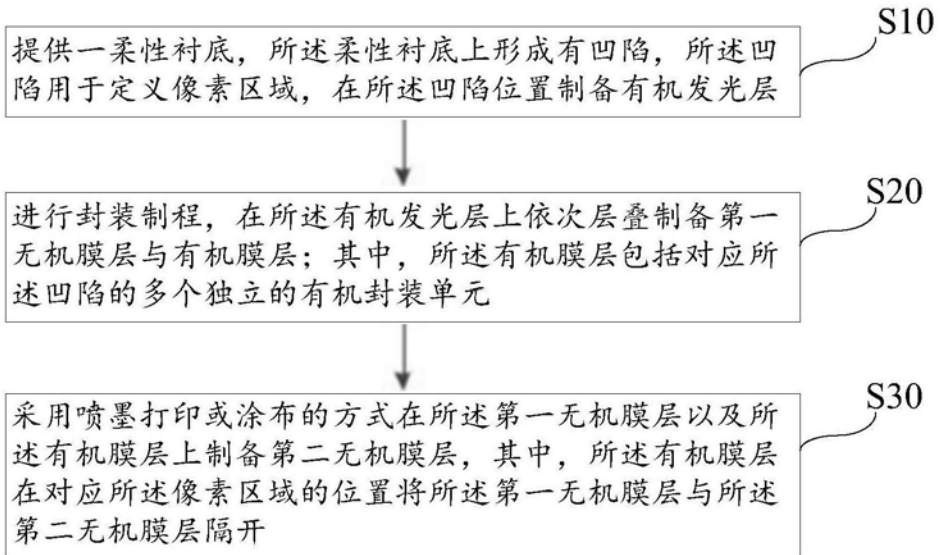 S10
提供一柔性衬底，所述柔性衬底上形成有凹陷，所述凹
陷用于定义像素区域，在所述凹陷位置制备有机发光层
S20
进行封装制程，在所述有机发光层上依次层叠制备第一
无机膜层与有机膜层；其中，所述有机膜层包括对应所
述凹陷的多个独立的有机封装单元
S30
采用喷墨打印或涂布的方式在所述第一无机膜层以及所
述有机膜层上制备第二无机膜层，其中，所述有机膜层
在对应所述像素区域的位置将所述第一无机膜层与所述
第二无机膜层隔开